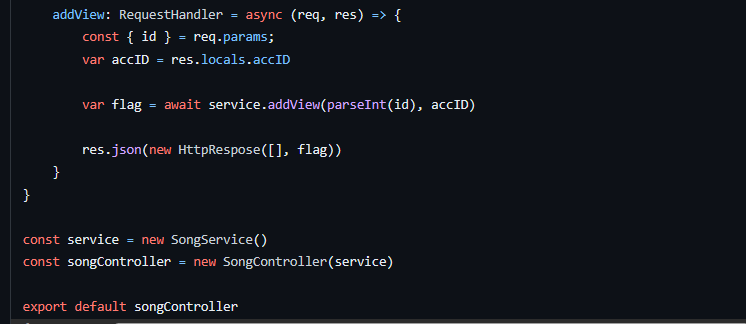 addView: RequestHandler = async (req, res) => {
const { id } = req.params;
var accID = res.locals.accID
var flag = await service.addView(parseInt(id), accID)
res.json(new HttpRespose([], flag))
}
}
const service = new SongService()
const songController = new SongController(service)
export default songController